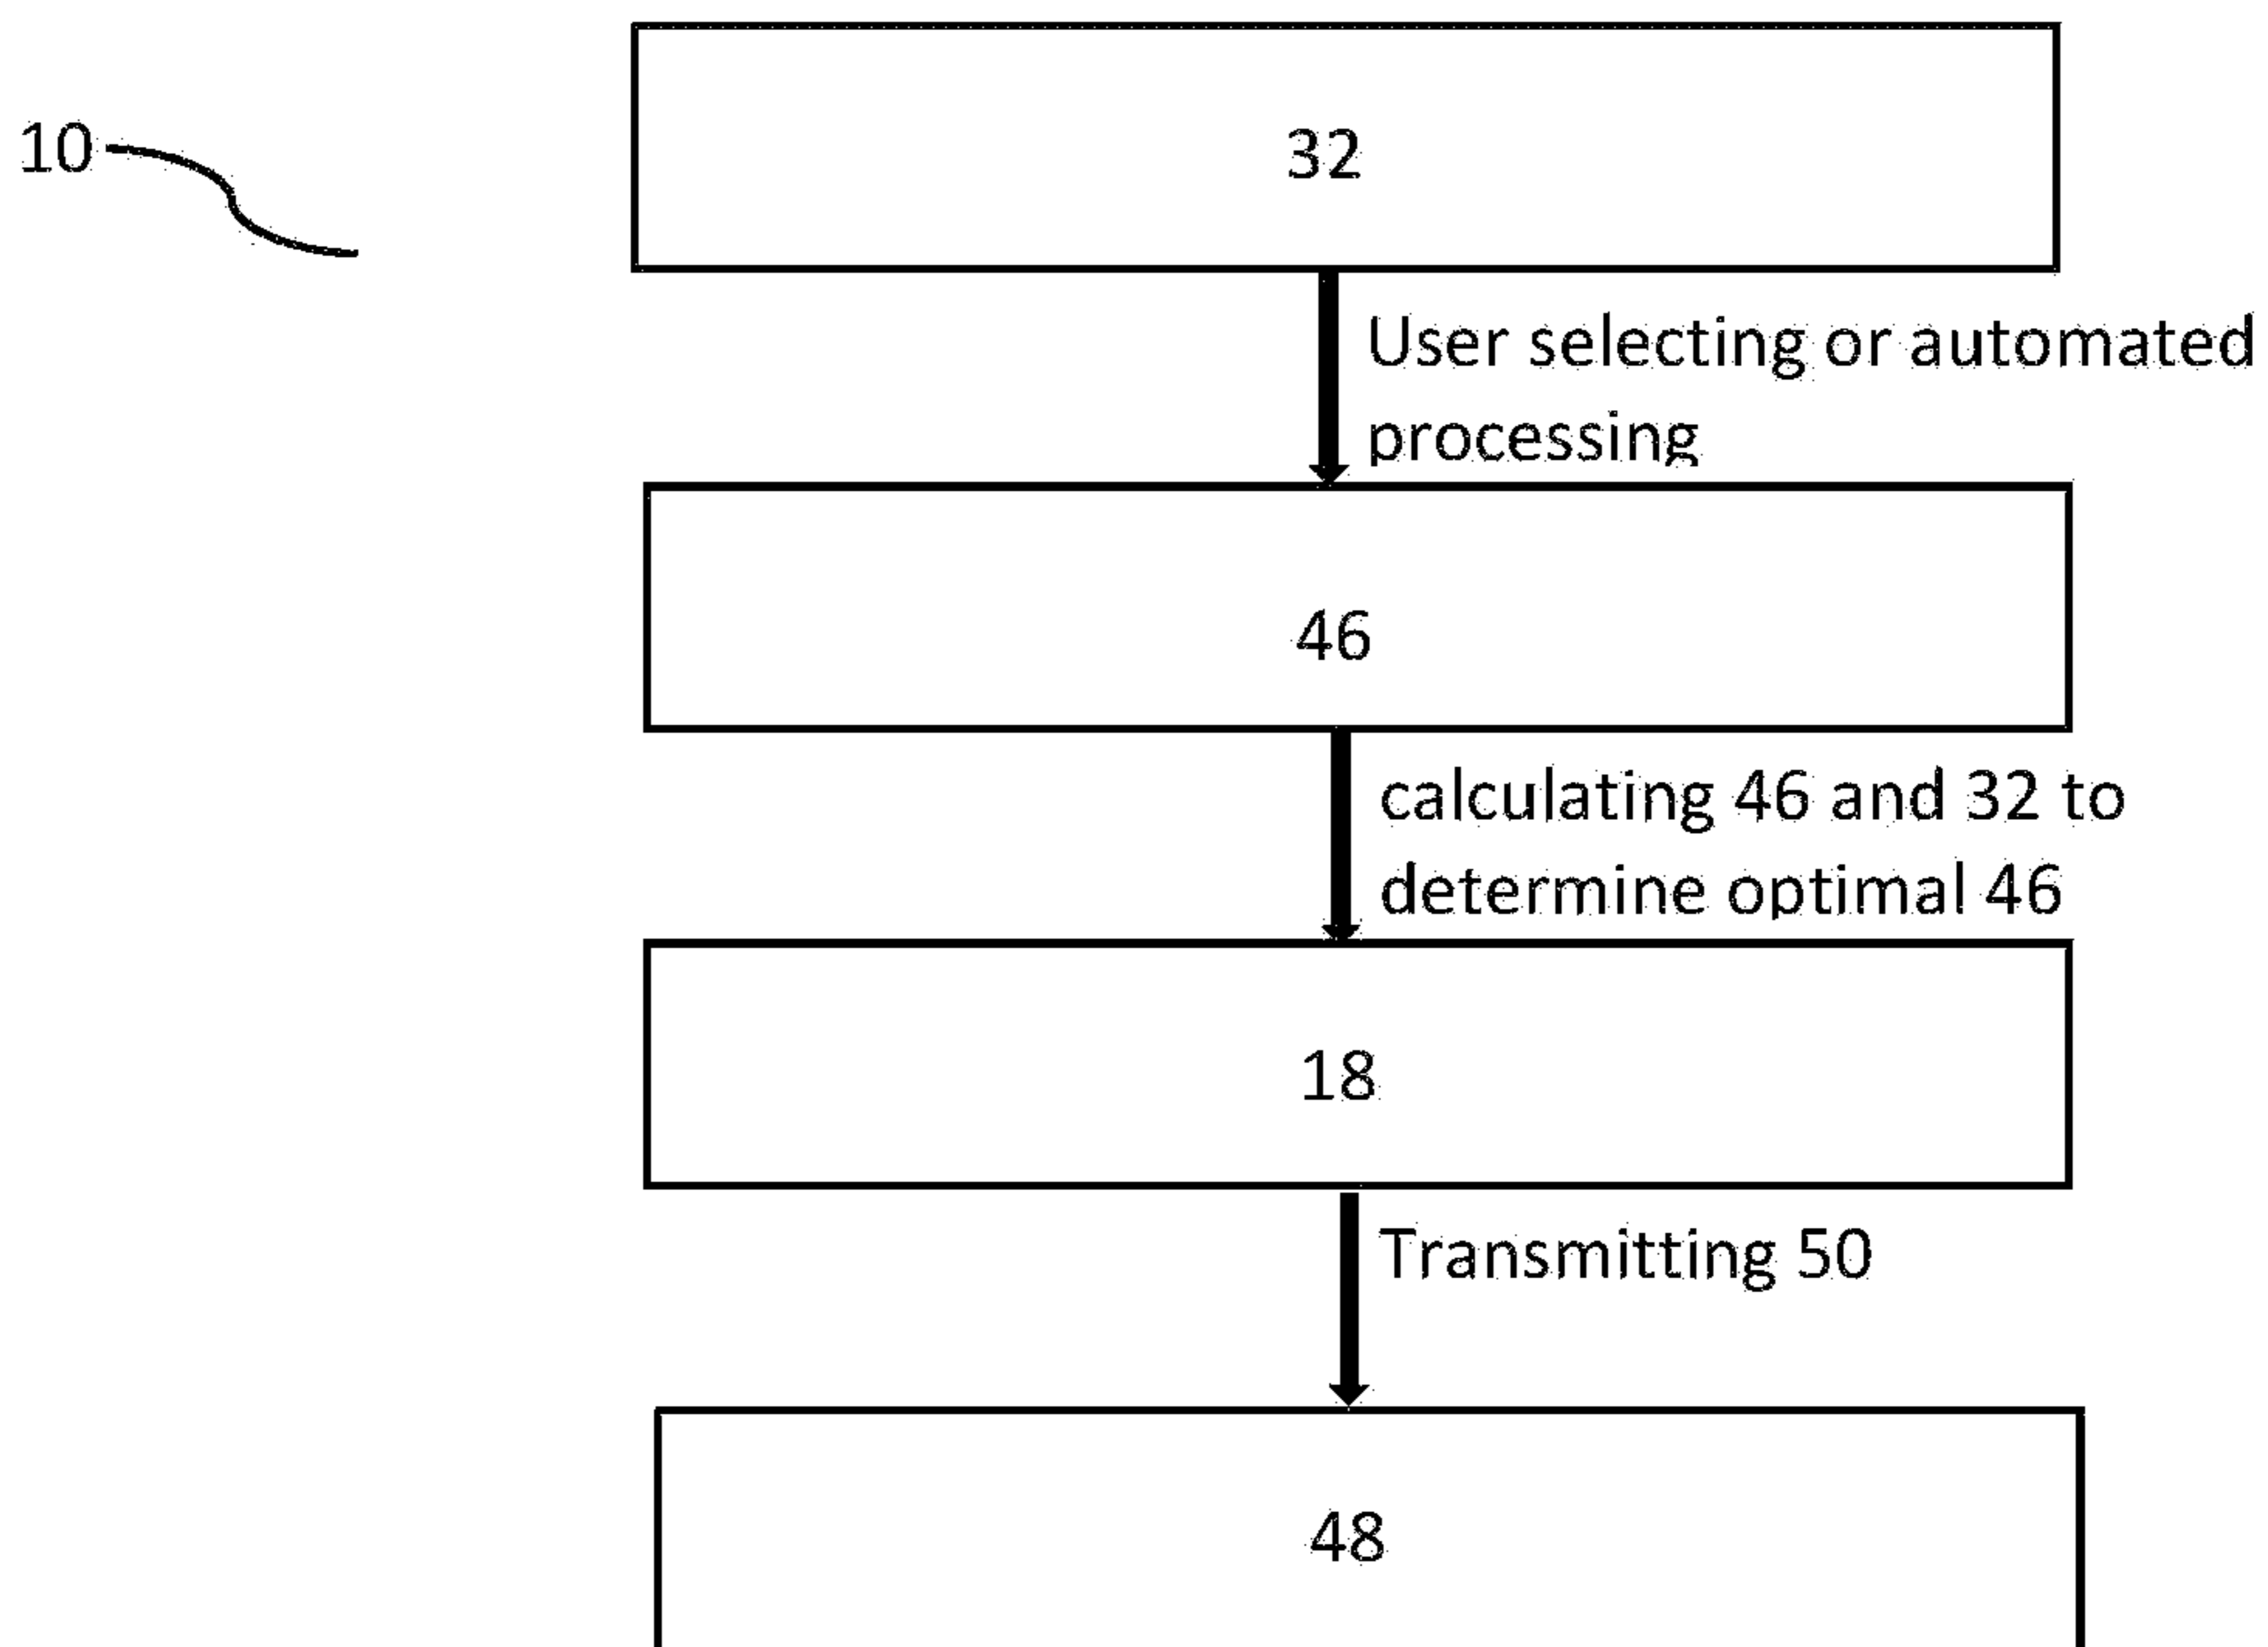 10
32
User selecting or automated
processing
46
calculating 46 and 32 to
determine optimal 46
18
Transmitting 50
48